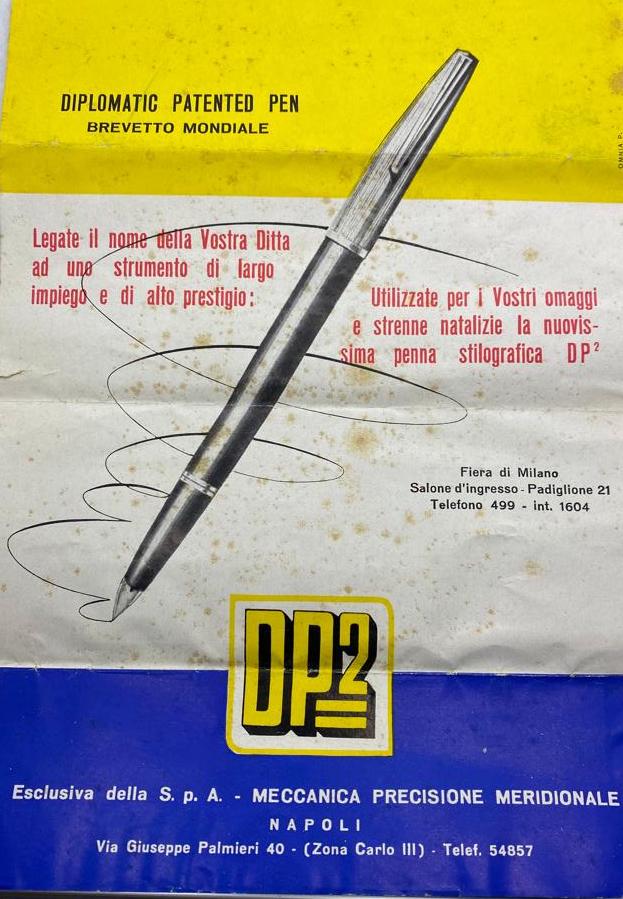 DIPLOMATIC PATENTED PEN
BREVETTO MONDIALE
OMNIA P.
Legate il nome della Vostra Ditta
ad uno strumento di largo
impiego e di alto prestigio:
Utilizzate per i Vostri omaggi
e strenne natalizie la nuovis-
sima penna stilografica DP²
Fiera di Milano
Salone d'ingresso - Padiglione 21
Telefono 499 - int. 1604
DP2
Esclusiva della S. p. A. - MECCANICA PRECISIONE MERIDIONALE
NAPOLI
Via Giuseppe Palmieri 40 - (Zona Carlo III) - Telef. 54857